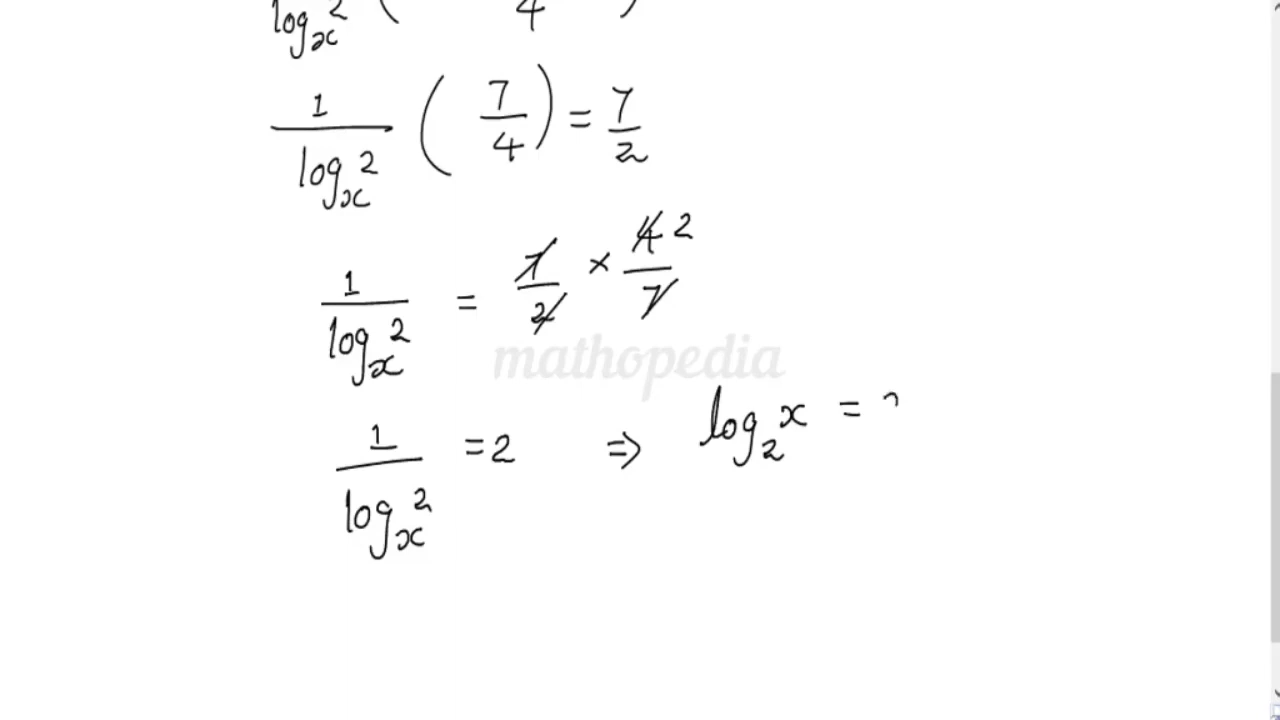 log_x 2 ( 4 )
1/(log_x 2) ( 7/4 ) = 7/2
1/(log_x 2) = 7/2 × 4/7 2
mathopedia
1/(log_x 2) = 2 ⇒ log_2 x =